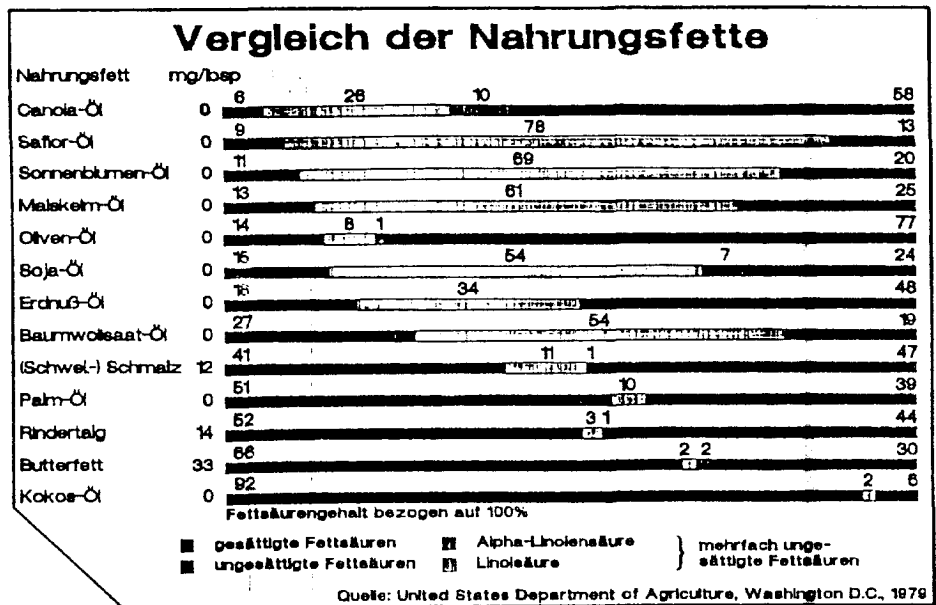 Vergleich der Nahrungsfette
Nahrungsfett mg/bsp
6 26 10 58
Canola-Öl 0
9 78 13
Saflor-Öl 0
11 69 20
Sonnenblumen-Öl 0
13 61 25
Maiskeim-Öl 0
14 8 1 77
Oliven-Öl 0
15 54 7 24
Soja-Öl 0
18 34 48
Erdnuß-Öl 0
27 54 19
Baumwollsaat-Öl 0
41 11 1 47
(Schwei.-) Schmalz 12
51 10 39
Palm-Öl 0
52 3 1 44
Rindertalg 14
66 2 2 30
Butterfett 33
92 2 6
Kokos-Öl 0
Fettsäurengehalt bezogen auf 100%
gesättigte Fettsäuren Alpha-Linolensäure mehrfach unge-
ungesättigte Fettsäuren Linolsäure sättigte Fettsäuren
Quelle: United States Department of Agriculture, Washington D.C., 1979